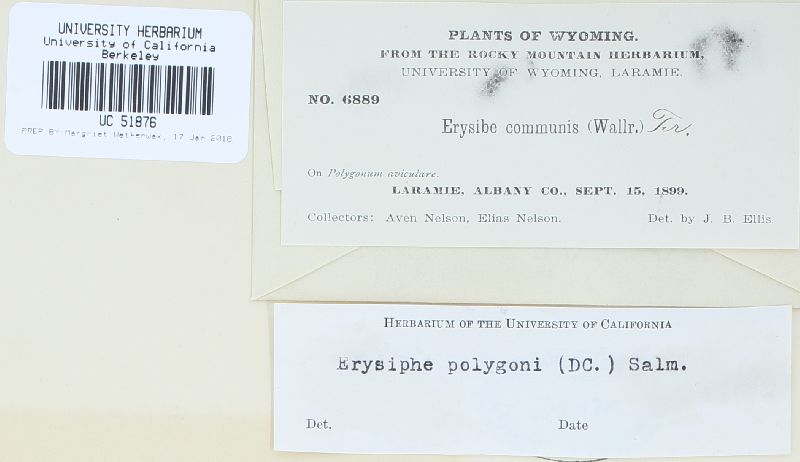 UNIVERSITY HERBARIUM
University of California
Berkeley
UC 51876
PREP BY Margriet Wetherwax, 17 Jan 2018
PLANTS OF WYOMING.
FROM THE ROCKY MOUNTAIN HERBARIUM,
UNIVERSITY OF WYOMING, LARAMIE.
NO. 6889
Erysibe communis (Wallr.) Fr.
On Polygonum aviculare.
LARAMIE, ALBANY CO., SEPT. 15, 1899.
Collectors: Aven Nelson, Elias Nelson. Det. by J. B. Ellis.
HERBARIUM OF THE UNIVERSITY OF CALIFORNIA
Erysiphe polygoni (DC.) Salm.
Det. Date